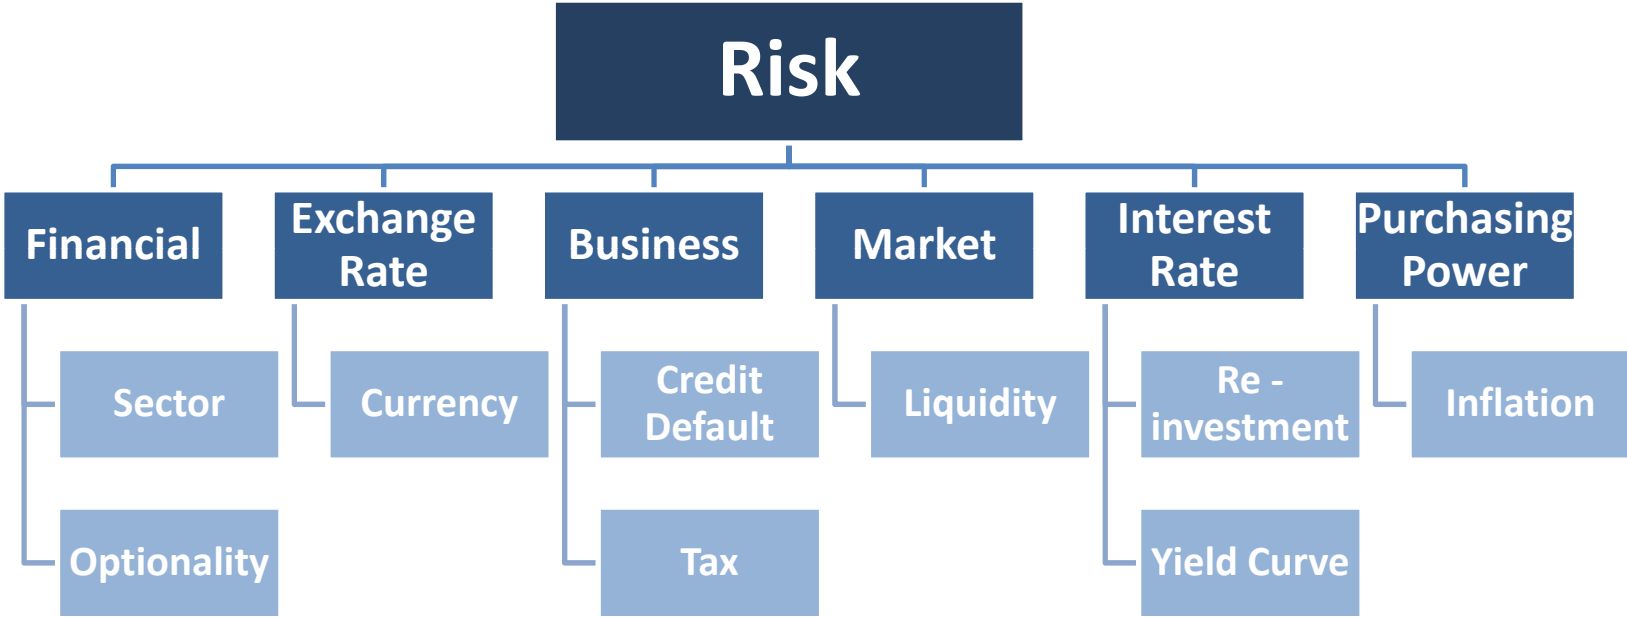 Risk
Financial
Exchange
Rate
Business
Market
Interest
Rate
Purchasing
Power
Sector
Currency
Credit
Default
Liquidity
Re -
investment
Inflation
Optionality
Tax
Yield Curve